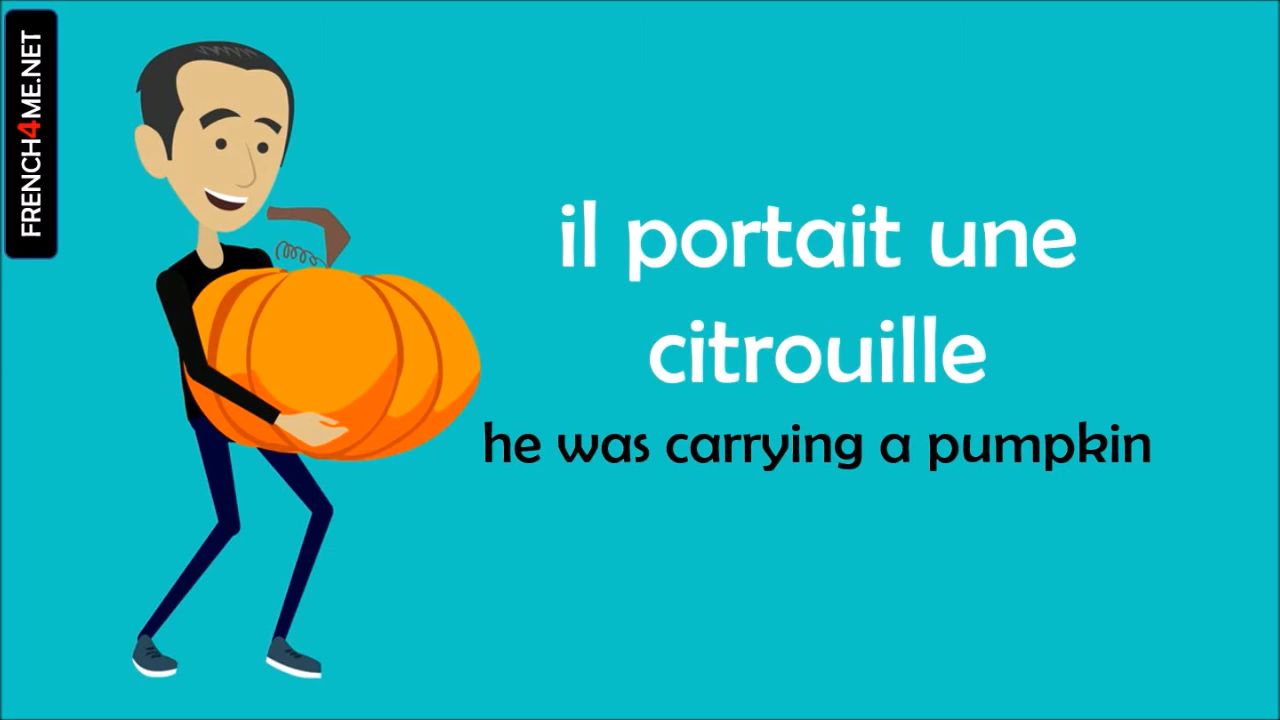 FRENCH4ME.NET
il portait une
citrouille
he was carrying a pumpkin